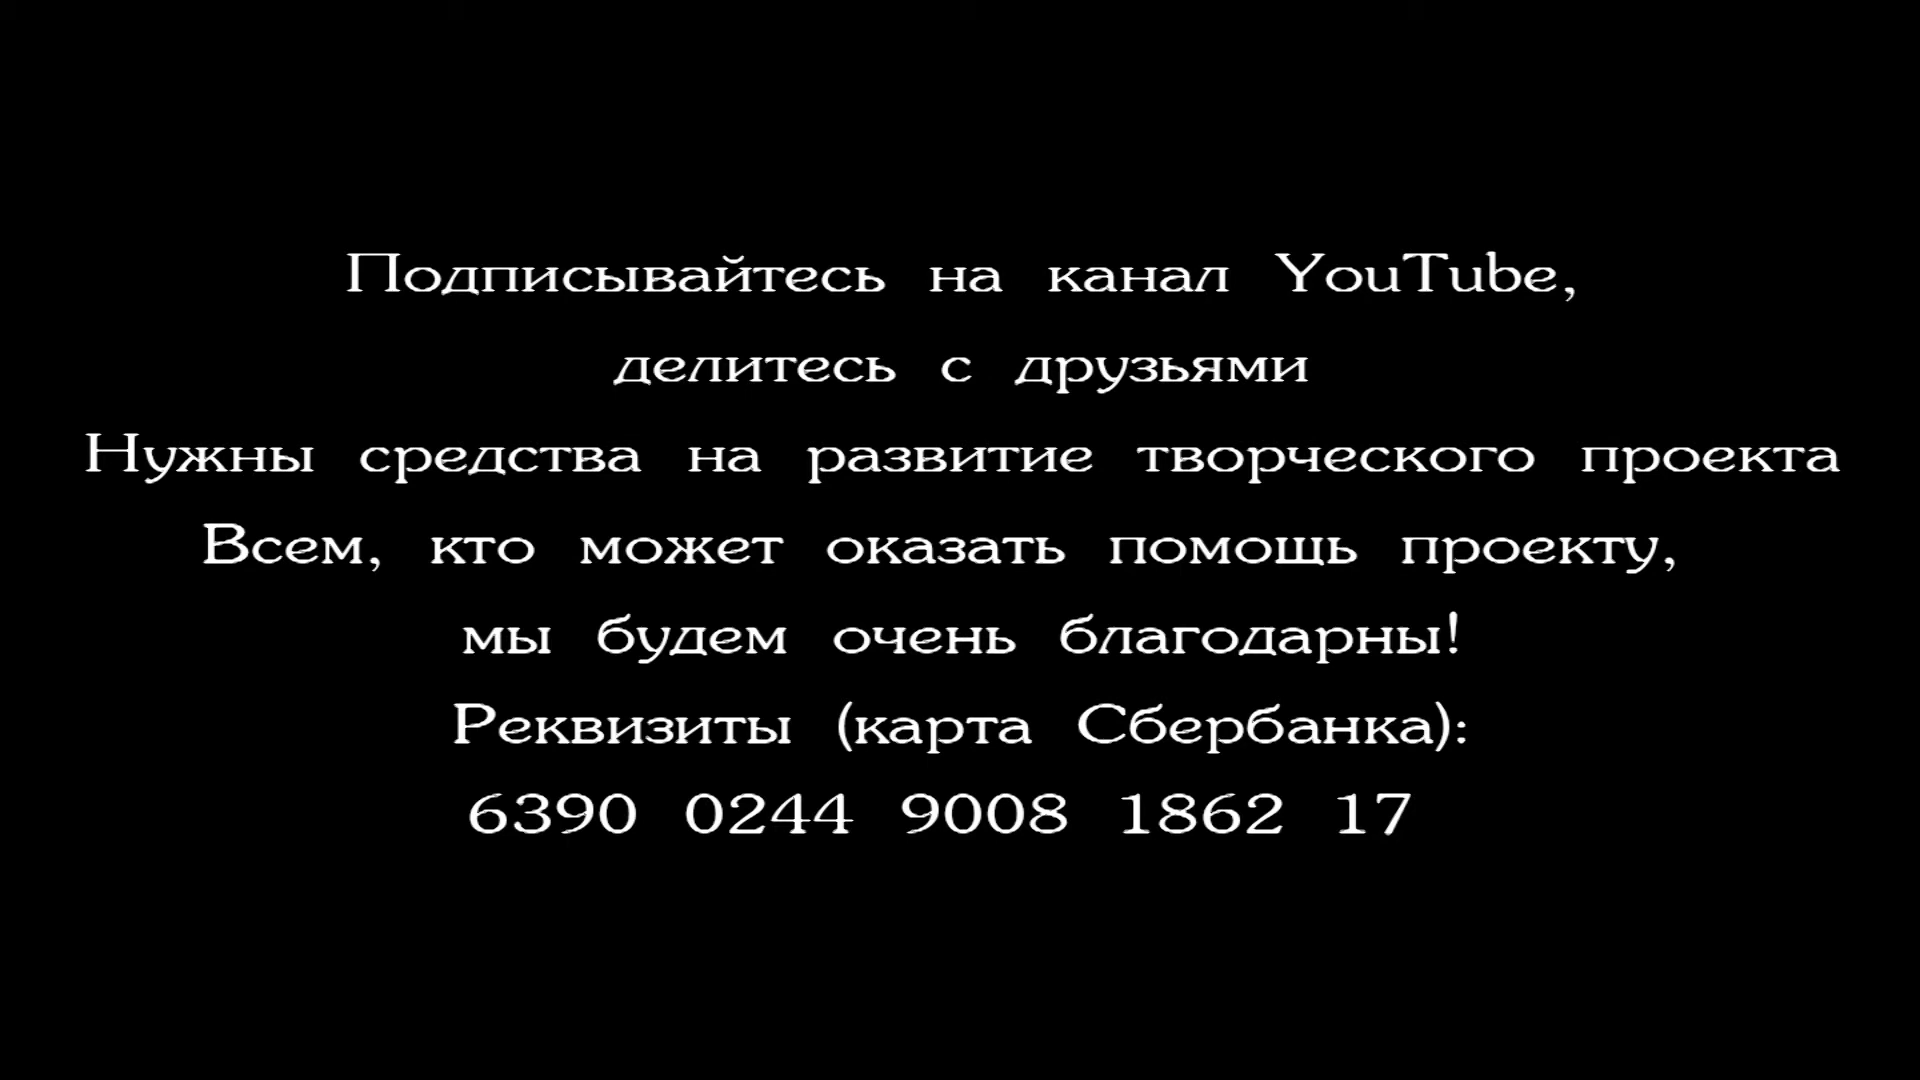 Подписывайтесь на канал YouTube,
делитесь с друзьями
Нужны средства на развитие творческого проекта
Всем, кто может оказать помощь проекту,
мы будем очень благодарны!
Реквизиты (карта Сбербанка):
6390 0244 9008 1862 17